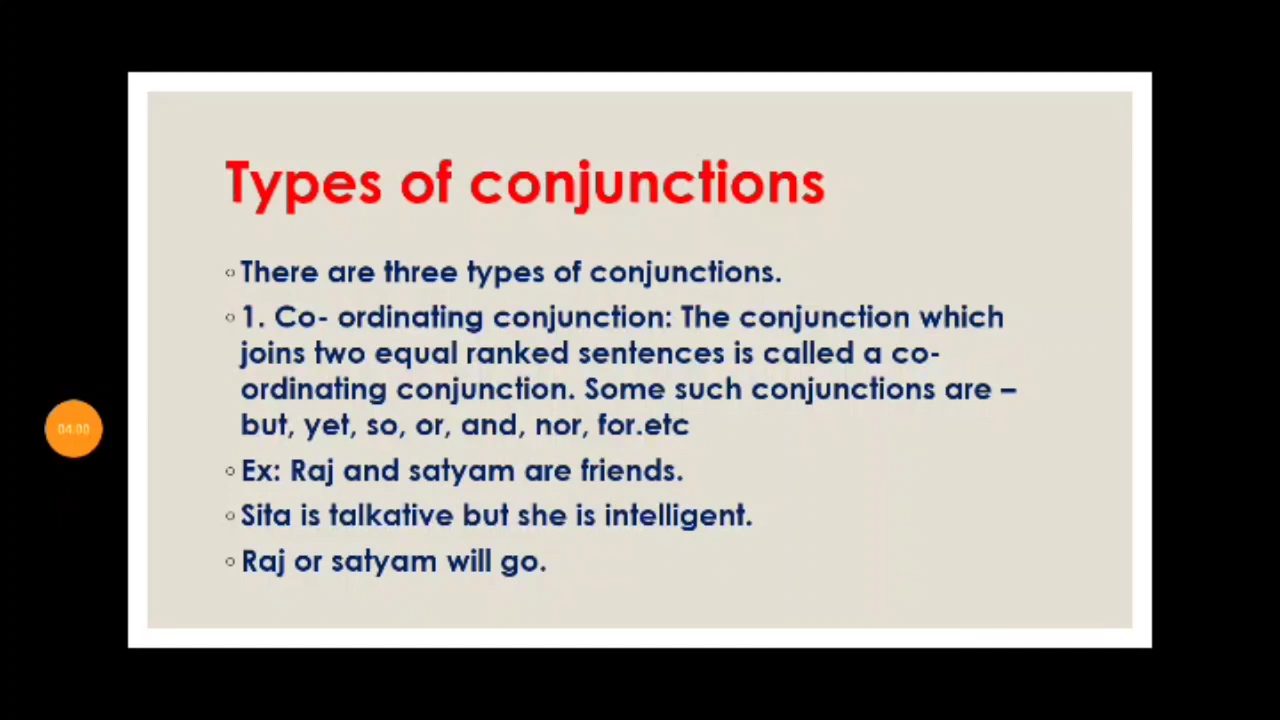 Types of conjunctions
There are three types of conjunctions.
1. Co- ordinating conjunction: The conjunction which
joins two equal ranked sentences is called a co-
ordinating conjunction. Some such conjunctions are –
but, yet, so, or, and, nor, for.etc
04:00
Ex: Raj and satyam are friends.
Sita is talkative but she is intelligent.
Raj or satyam will go.